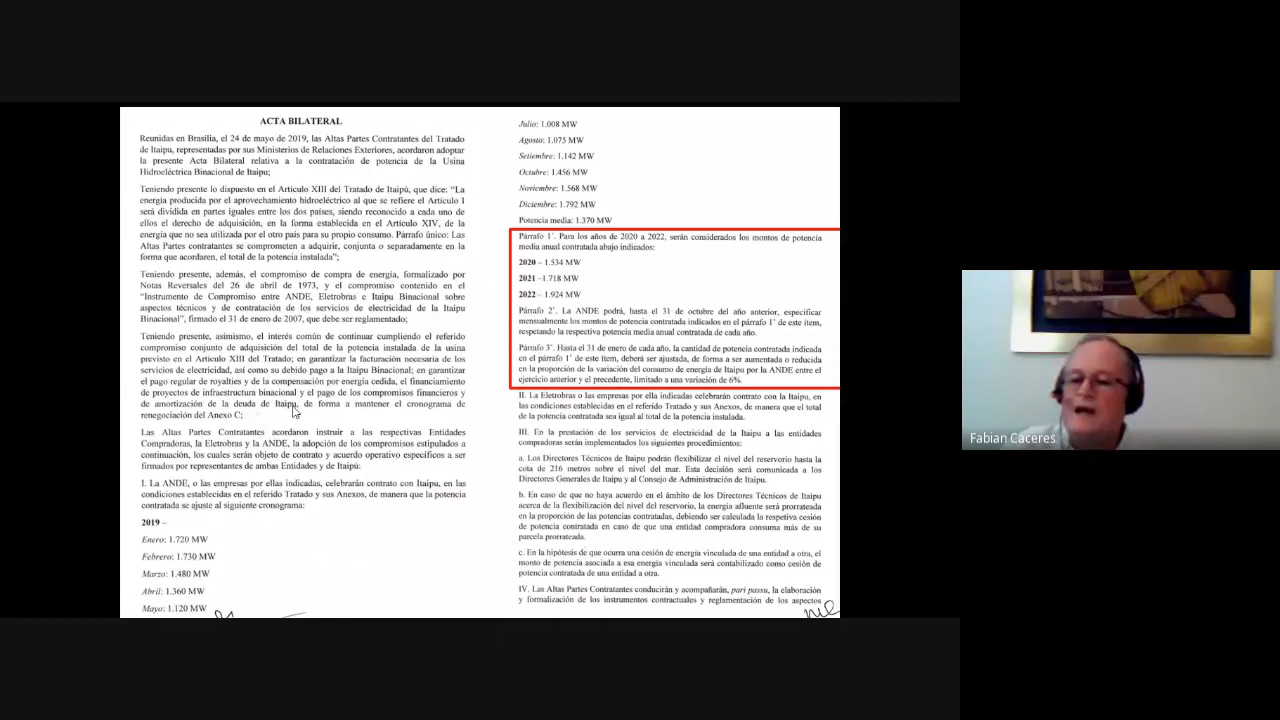 ACTA BILATERAL
Reunidas en Brasilia, el 24 de mayo de 2019, las Altas Partes Contratantes del Tratado
de Itaipu, representadas por sus Ministerios de Relaciones Exteriores, acordaron adoptar
la presente Acta Bilateral relativa a la contratación de potencia de la Usina
Hidroeléctrica Binacional de Itaipu;
Teniendo presente lo dispuesto en el Artículo XIII del Tratado de Itaipú, que dice: “La
energía producida por el aprovechamiento hidroeléctrico al que se refiere el Artículo I
será dividida en partes iguales entre los dos países, siendo reconocido a cada uno de
ellos el derecho de adquisición, en la forma establecida en el Artículo XIV, de la
energía que no sea utilizada por el otro país para su propio consumo. Párrafo único: Las
Altas Partes contratantes se comprometen a adquirir, conjunta o separadamente en la
forma que acordaren, el total de la potencia instalada”;
Teniendo presente, además, el compromiso de compra de energía, formalizado por
Notas Reversales del 26 de abril de 1973, y el compromiso contenido en el
“Instrumento de Compromiso entre ANDE, Eletrobras e Itaipu Binacional sobre
aspectos técnicos y de contratación de los servicios de electricidad de la Itaipu
Binacional”, firmado el 31 de enero de 2007, que debe ser reglamentado;
Teniendo presente, asimismo, el interés común de continuar cumpliendo el referido
compromiso conjunto de adquisición del total de la potencia instalada de la usina
previsto en el Artículo XIII del Tratado; en garantizar la facturación necesaria de los
servicios de electricidad, así como su debido pago a la Itaipu Binacional; en garantizar
el pago regular de royalties y de la compensación por energía cedida, el financiamiento
de proyectos de infraestructura binacional y el pago de los compromisos financieros y
de amortización de la deuda de Itaipu, de forma a mantener el cronograma de
renegociación del Anexo C;
Las Altas Partes Contratantes acordaron instruir a las respectivas Entidades
Compradoras, la Eletrobras y la ANDE, la adopción de los compromisos estipulados a
continuación, los cuales serán objeto de contrato y acuerdo operativo específicos a ser
firmados por representantes de ambas Entidades y de Itaipú:
I. La ANDE, o las empresas por ellas indicadas, celebrarán contrato con Itaipu, en las
condiciones establecidas en el referido Tratado y sus Anexos, de manera que la potencia
contratada se ajuste al siguiente cronograma:
2019 –
Enero: 1.720 MW
Febrero: 1.730 MW
Marzo: 1.480 MW
Abril: 1.360 MW
Mayo: 1.120 MW
Julio: 1.008 MW
Agosto: 1.075 MW
Setiembre: 1.142 MW
Octubre: 1.456 MW
Noviembre: 1.568 MW
Diciembre: 1.792 MW
Potencia media: 1.370 MW
Párrafo 1°. Para los años de 2020 a 2022, serán considerados los montos de potencia
media anual contratada abajo indicados:
2020 – 1.534 MW
2021 – 1.718 MW
2022 – 1.924 MW
Párrafo 2°. La ANDE podrá, hasta el 31 de octubre del año anterior, especificar
mensualmente los montos de potencia contratada indicados en el párrafo 1° de este ítem,
respetando la respectiva potencia media anual contratada de cada año.
Párrafo 3°. Hasta el 31 de enero de cada año, la cantidad de potencia contratada indicada
en el párrafo 1° de este ítem, deberá ser ajustada, de forma a ser aumentada o reducida
en la proporción de la variación del consumo de energía de Itaipu por la ANDE entre el
ejercicio anterior y el precedente, limitado a una variación de 6%.
II. La Eletrobras o las empresas por ella indicadas celebrarán contrato con la Itaipu, en
las condiciones establecidas en el referido Tratado y sus Anexos, de manera que el total
de la potencia contratada sea igual al total de la potencia instalada.
III. En la prestación de los servicios de electricidad de la Itaipu a las entidades
compradoras serán implementados los siguientes procedimientos:
a. Los Directores Técnicos de Itaipu podrán flexibilizar el nivel del reservorio hasta la
cota de 216 metros sobre el nivel del mar. Esta decisión será comunicada a los
Directores Generales de Itaipu y al Consejo de Administración de Itaipu.
b. En caso de que no haya acuerdo en el ámbito de los Directores Técnicos de Itaipu
acerca de la flexibilización del nivel del reservorio, la energía afluente será prorrateada
en la proporción de las potencias contratadas, debiendo ser calculada la respetiva cesión
de potencia contratada en caso de que una entidad compradora consuma más de su
parcela prorrateada.
c. En la hipótesis de que ocurra una cesión de energía vinculada de una entidad a otra, el
monto de potencia asociada a esa energía vinculada será contabilizado como cesión de
potencia contratada de una entidad a otra.
IV. Las Altas Partes Contratantes conducirán y acompañarán, pari passu, la elaboración
y formalización de los instrumentos contractuales y reglamentación de los aspectos
Fabian Caceres